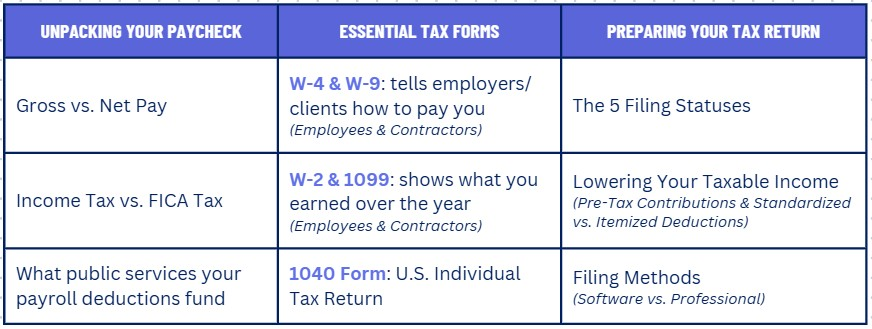 UNPACKING YOUR PAYCHECK
ESSENTIAL TAX FORMS
PREPARING YOUR TAX RETURN
Gross vs. Net Pay
W-4 & W-9: tells employers/
clients how to pay you
(Employees & Contractors)
The 5 Filing Statuses
Income Tax vs. FICA Tax
W-2 & 1099: shows what you
earned over the year
(Employees & Contractors)
Lowering Your Taxable Income
(Pre-Tax Contributions & Standardized
vs. Itemized Deductions)
What public services your
payroll deductions fund
1040 Form: U.S. Individual
Tax Return
Filing Methods
(Software vs. Professional)